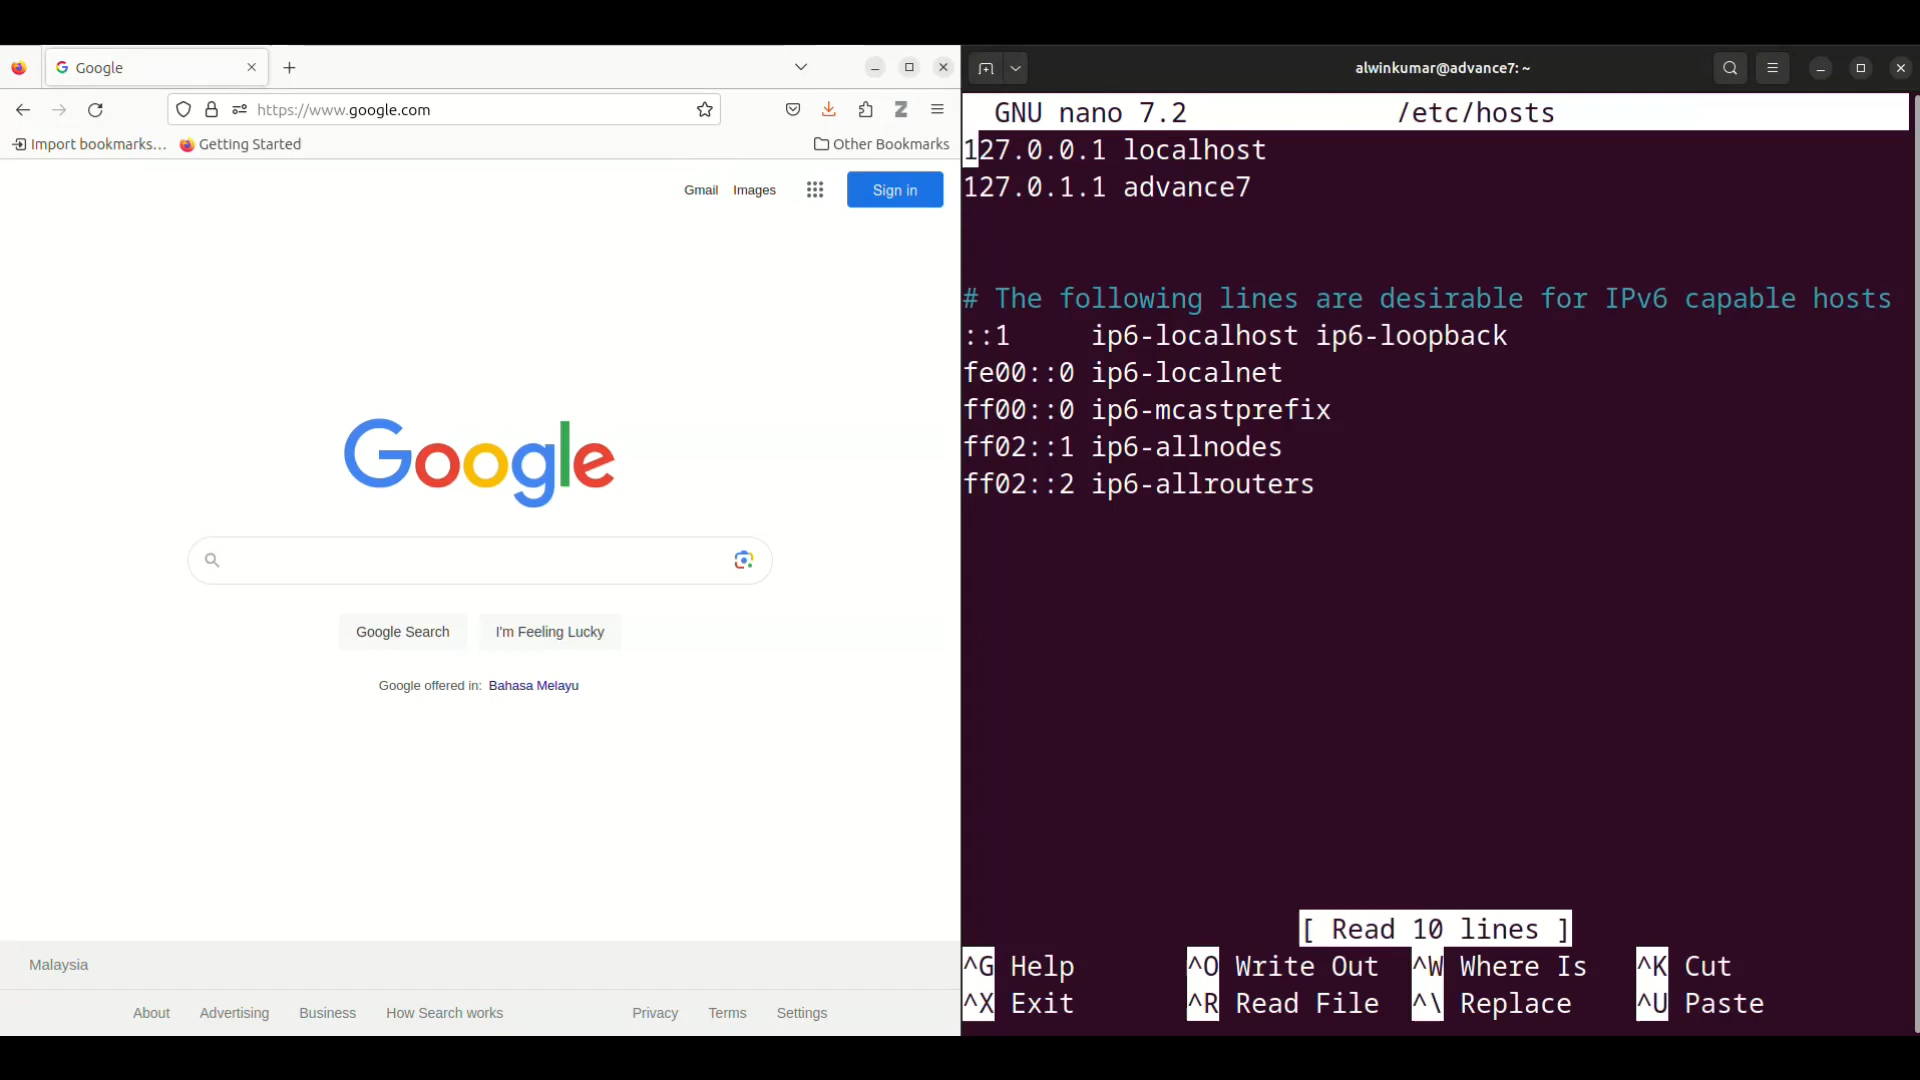 Google
https://www.google.com
Import bookmarks...
Getting Started
Other Bookmarks
Gmail
Images
Sign in
Google
Google Search
I'm Feeling Lucky
Google offered in: Bahasa Melayu
Malaysia
About
Advertising
Business
How Search works
Privacy
Terms
Settings
alwinkumar@advance7: ~
GNU nano 7.2 /etc/hosts
127.0.0.1 localhost
127.0.1.1 advance7
# The following lines are desirable for IPv6 capable hosts
::1 ip6-localhost ip6-loopback
fe00::0 ip6-localnet
ff00::0 ip6-mcastprefix
ff02::1 ip6-allnodes
ff02::2 ip6-allrouters
[ Read 10 lines ]
^G Help ^O Write Out ^W Where Is ^K Cut
^X Exit ^R Read File ^\ Replace ^U Paste